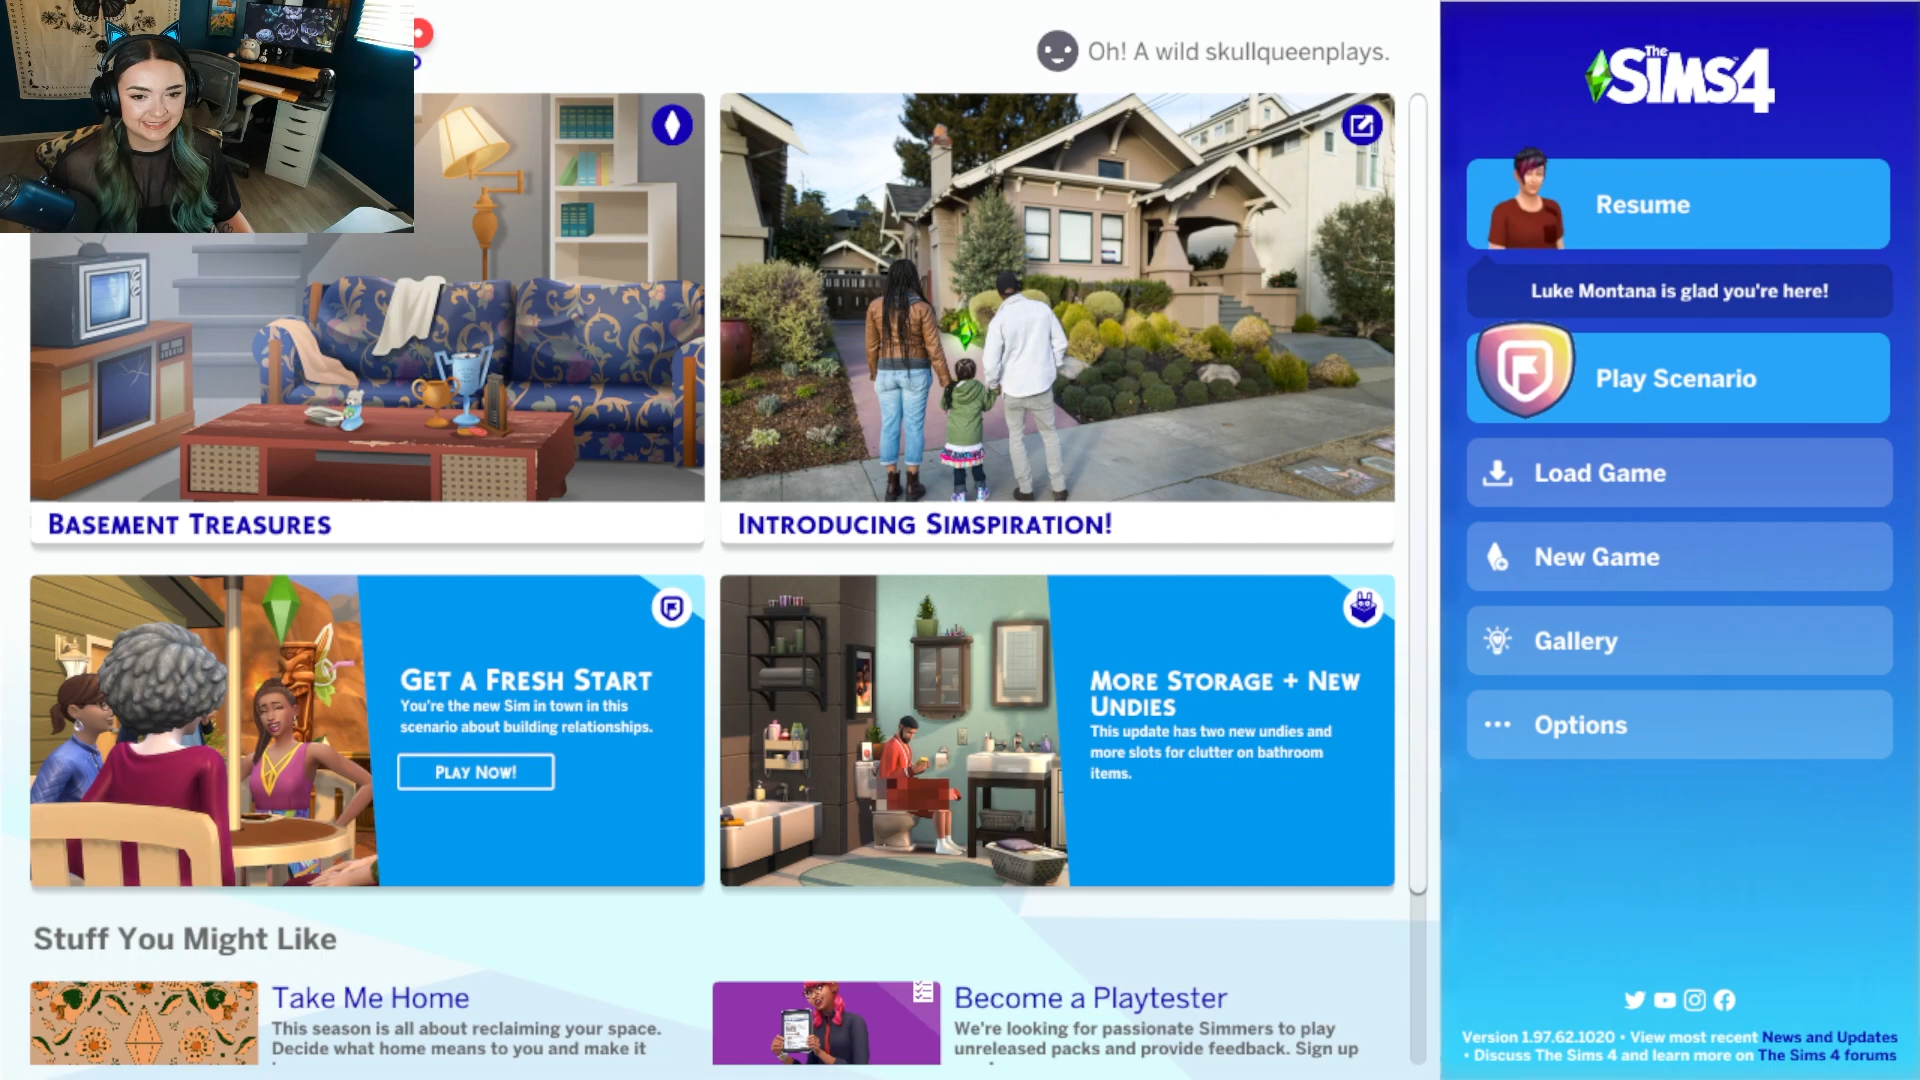 Oh! A wild skullqueenplays.
BASEMENT TREASURES
INTRODUCING SIMSPIRATION!
GET A FRESH START
You're the new Sim in town in this
scenario about building relationships.
PLAY NOW!
MORE STORAGE + NEW
UNDIES
This update has two new undies and
more slots for clutter on bathroom
items.
Stuff You Might Like
Take Me Home
This season is all about reclaiming your space.
Decide what home means to you and make it
Become a Playtester
We're looking for passionate Simmers to play
unreleased packs and provide feedback. Sign up
The SiMS4
Resume
Luke Montana is glad you're here!
Play Scenario
Load Game
New Game
Gallery
Options
Version 1.97.62.1020 • View most recent News and Updates
• Discuss The Sims 4 and learn more on The Sims 4 forums